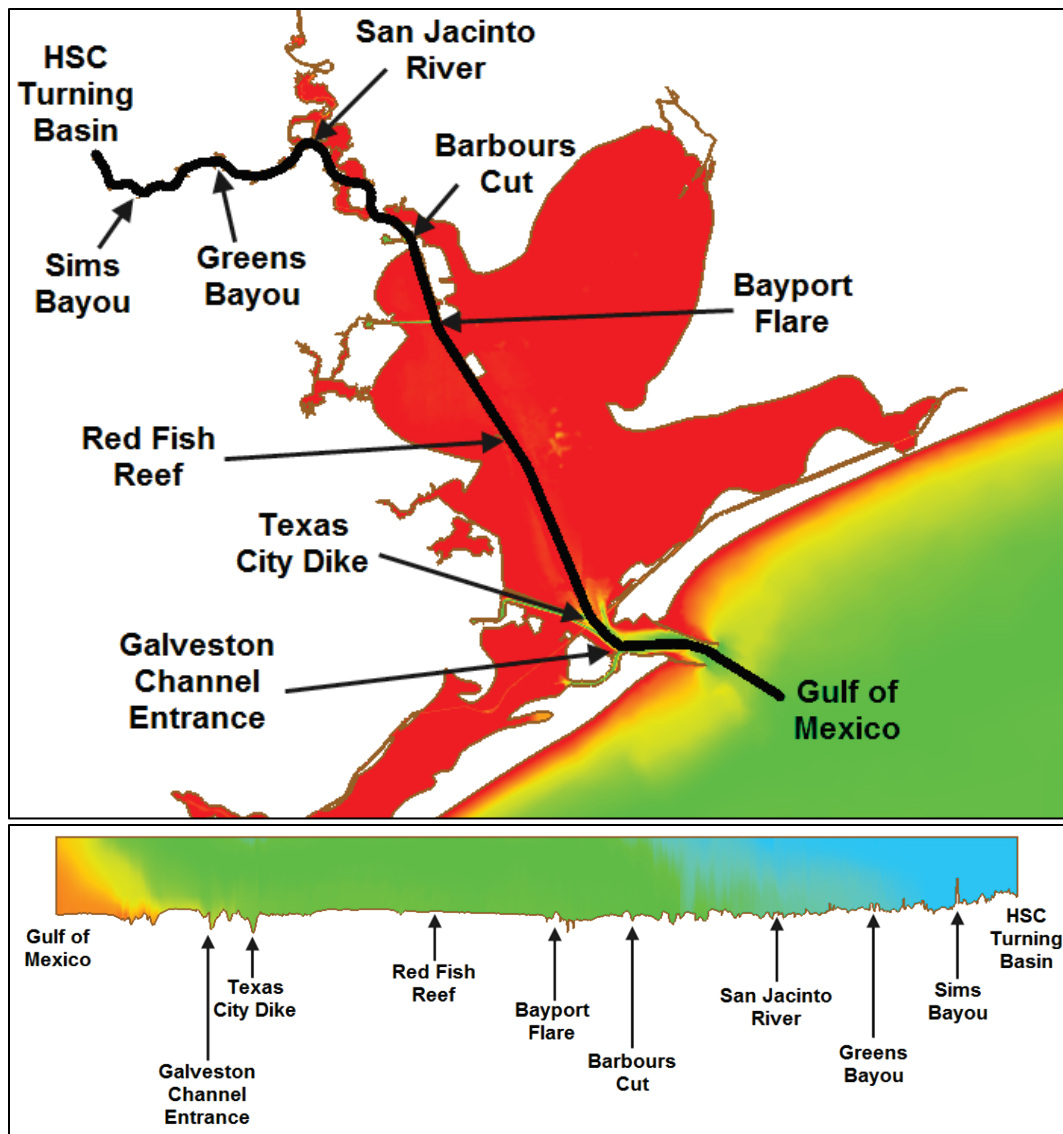 San Jacinto
River
HSC
Turning
Basin
Barbours
Cut
Sims
Bayou
Greens
Bayou
Bayport
Flare
Red Fish
Reef
Texas
City Dike
Galveston
Channel
Entrance
Gulf of
Mexico
Gulf of
Mexico
Galveston
Channel
Entrance
Texas
City Dike
Red Fish
Reef
Bayport
Flare
Barbours
Cut
San Jacinto
River
Greens
Bayou
Sims
Bayou
HSC
Turning
Basin